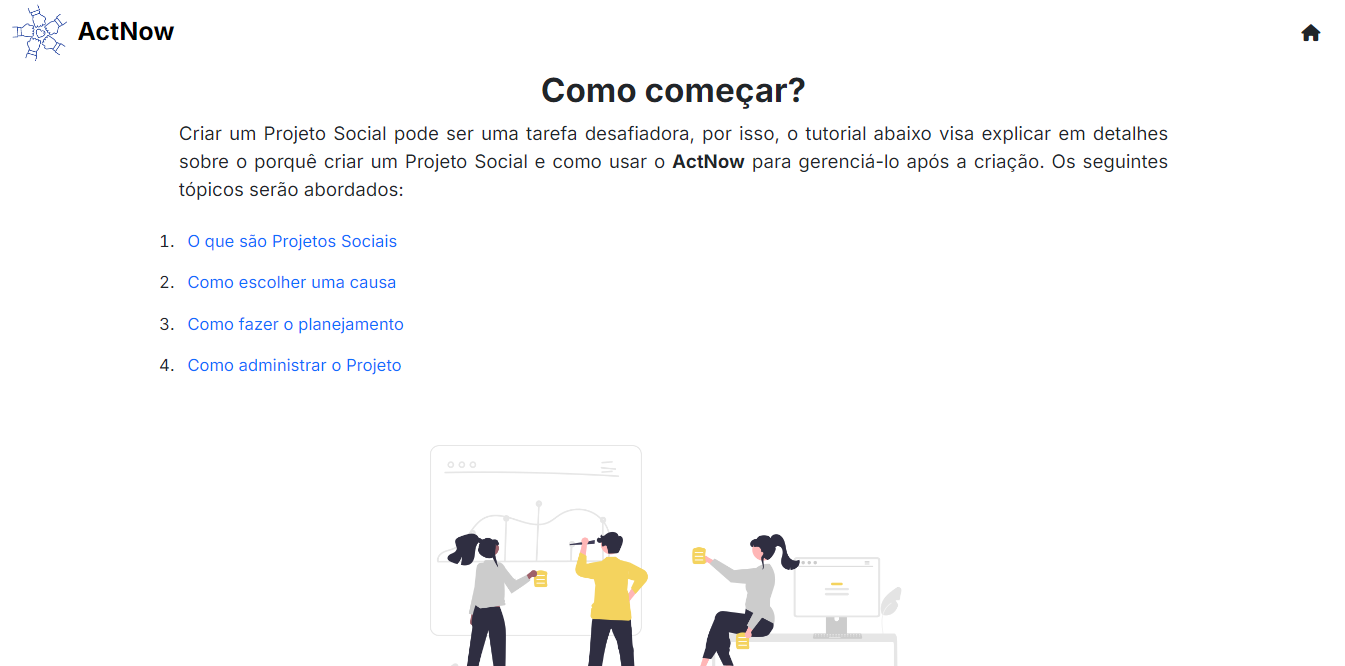 ActNow
Como começar?
Criar um Projeto Social pode ser uma tarefa desafiadora, por isso, o tutorial abaixo visa explicar em detalhes
sobre o porquê criar um Projeto Social e como usar o ActNow para gerenciá-lo após a criação. Os seguintes
tópicos serão abordados:
1. O que são Projetos Sociais
2. Como escolher uma causa
3. Como fazer o planejamento
4. Como administrar o Projeto